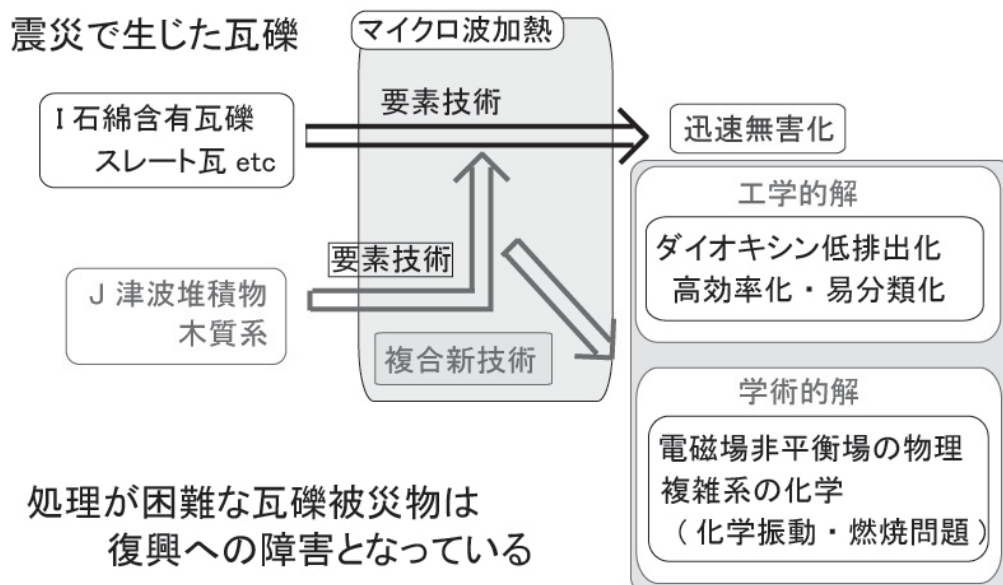 震災で生じた瓦礫
マイクロ波加熱
I 石綿含有瓦礫
スレート瓦 etc
要素技術
迅速無害化
J 津波堆積物
木質系
要素技術
複合新技術
工学的解
ダイオキシン低排出化
高効率化・易分類化
学術的解
電磁場非平衡場の物理
複雑系の化学
(化学振動・燃焼問題)
処理が困難な瓦礫被災物は
復興への障害となっている